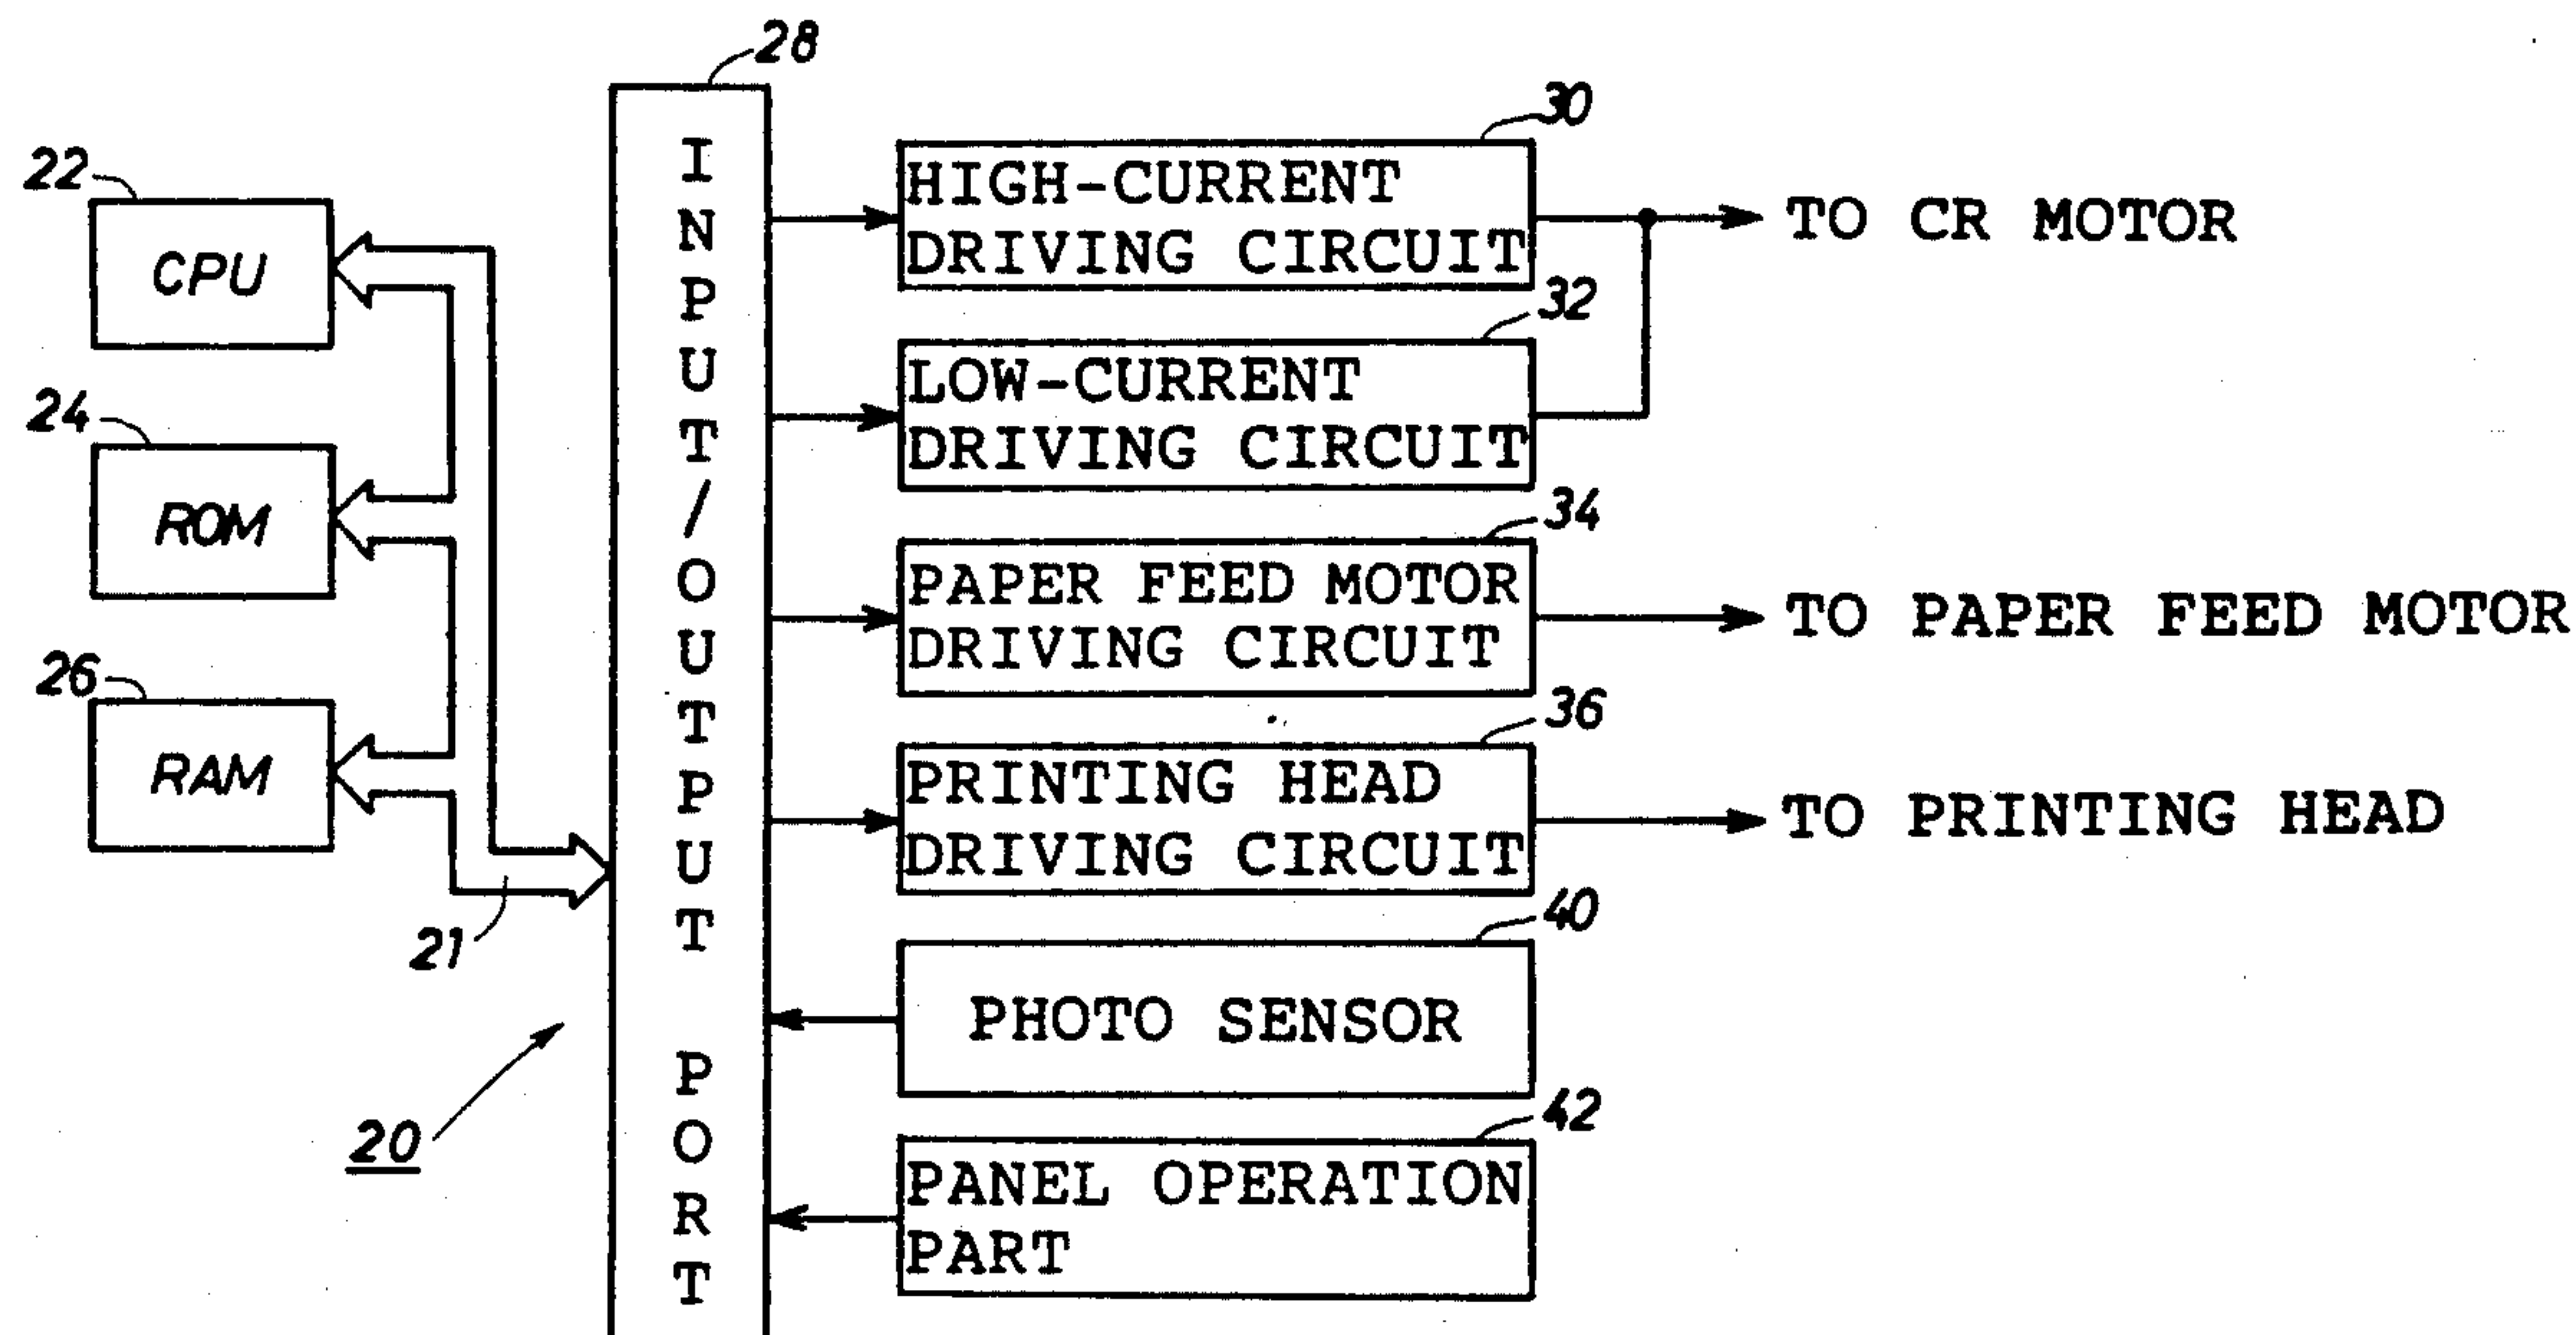 28
INPUT/OUTPUT PORT
22
CPU
24
ROM
26
RAM
21
20
30
HIGH-CURRENT
DRIVING CIRCUIT
TO CR MOTOR
32
LOW-CURRENT
DRIVING CIRCUIT
34
PAPER FEED MOTOR
DRIVING CIRCUIT
TO PAPER FEED MOTOR
36
PRINTING HEAD
DRIVING CIRCUIT
TO PRINTING HEAD
40
PHOTO SENSOR
42
PANEL OPERATION
PART